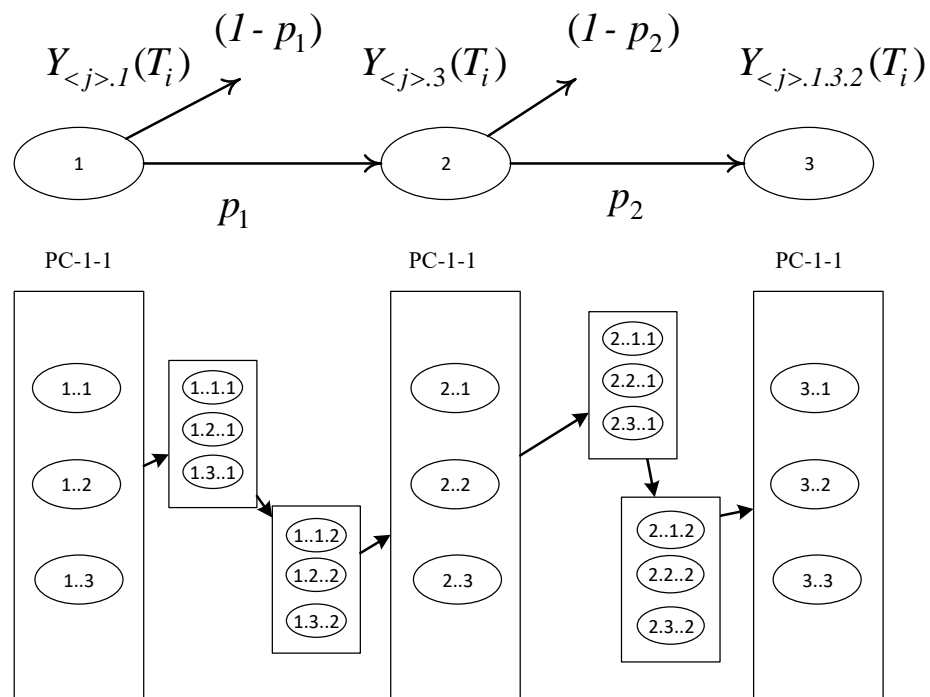 (1 - p₁)
(1 - p₂)
Y<j>.1(Tᵢ)
Y<j>.3(Tᵢ)
Y<j>.1.3.2(Tᵢ)
1
2
3
p₁
p₂
PC-1-1
PC-1-1
PC-1-1
1..1
1..2
1..3
1..1.1
1.2..1
1.3..1
1..1.2
1.2..2
1.3..2
2..1
2..2
2..3
2..1.1
2.2..1
2.3..1
2..1.2
2.2..2
2.3..2
3..1
3..2
3..3